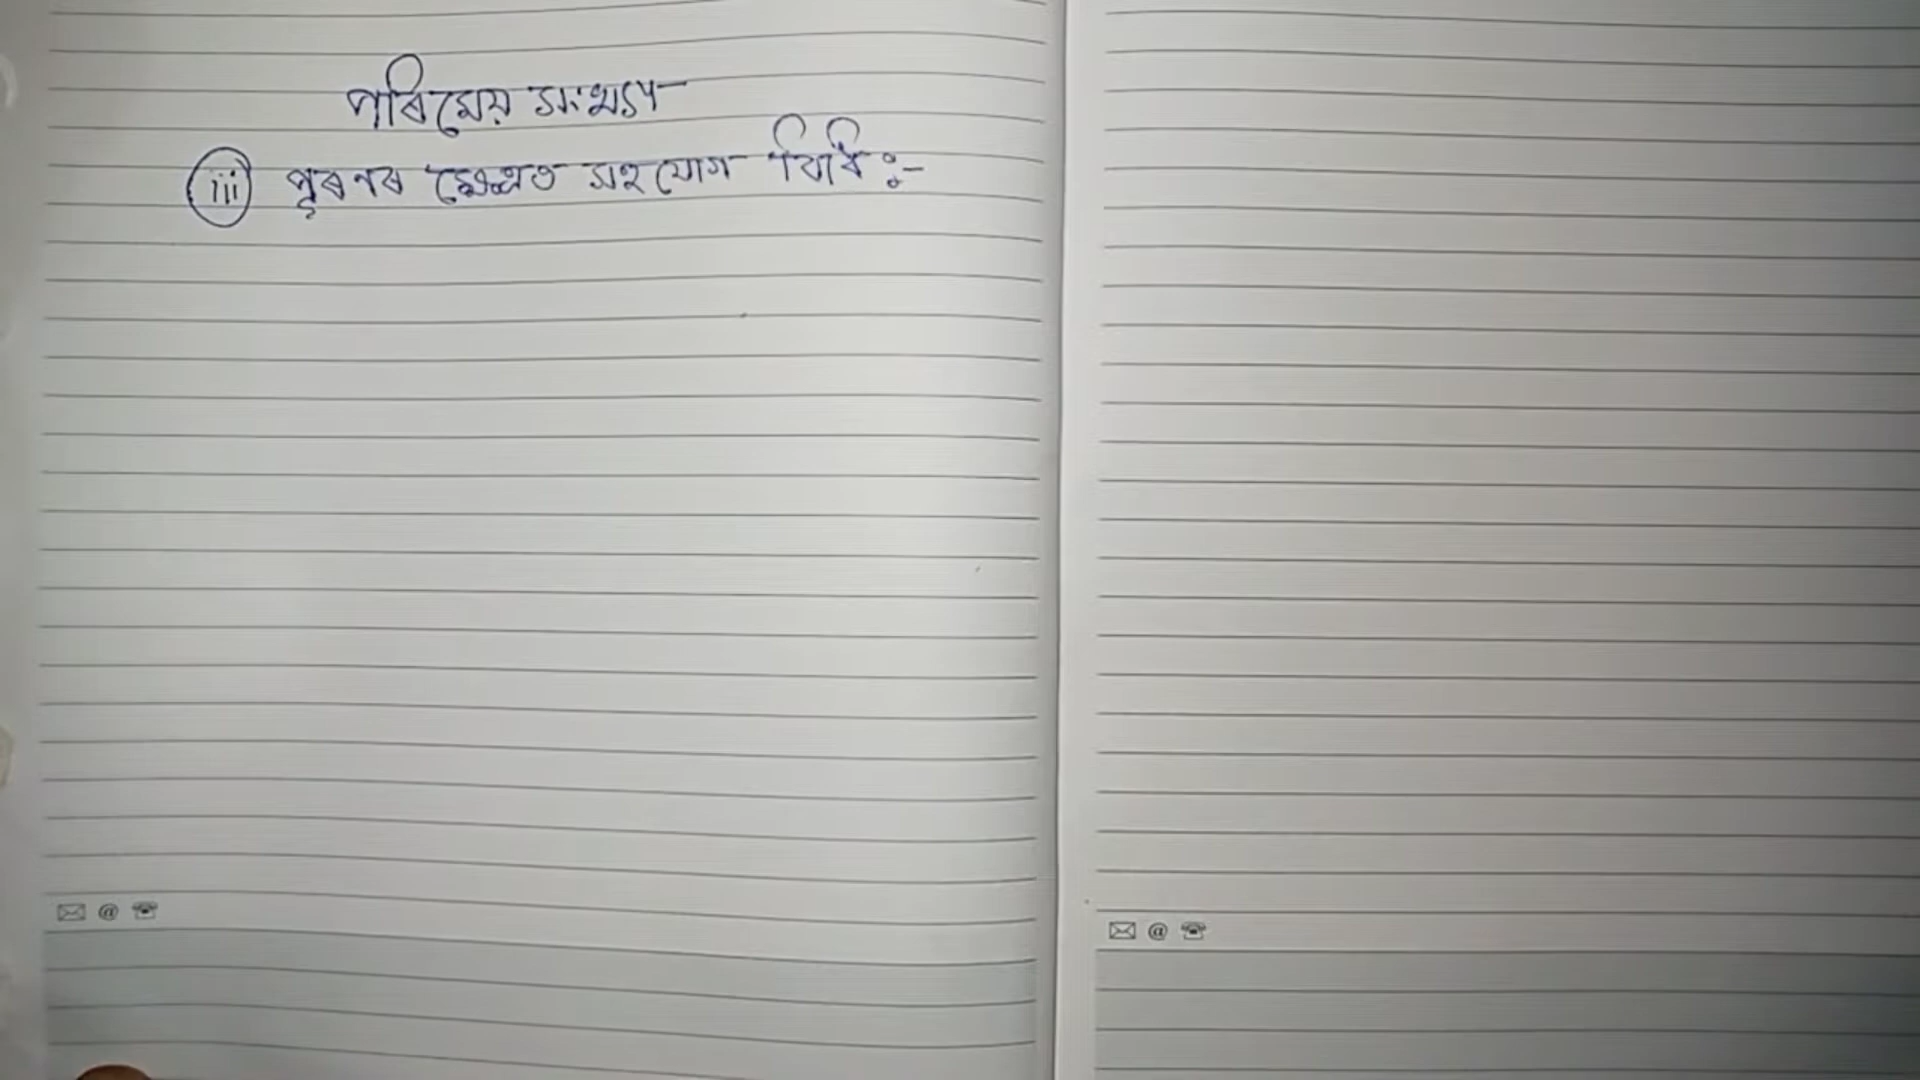 পৰিমেয় সংখ্যা
iii পূৰণৰ ক্ষেত্ৰত সহযোগ বিধি :-